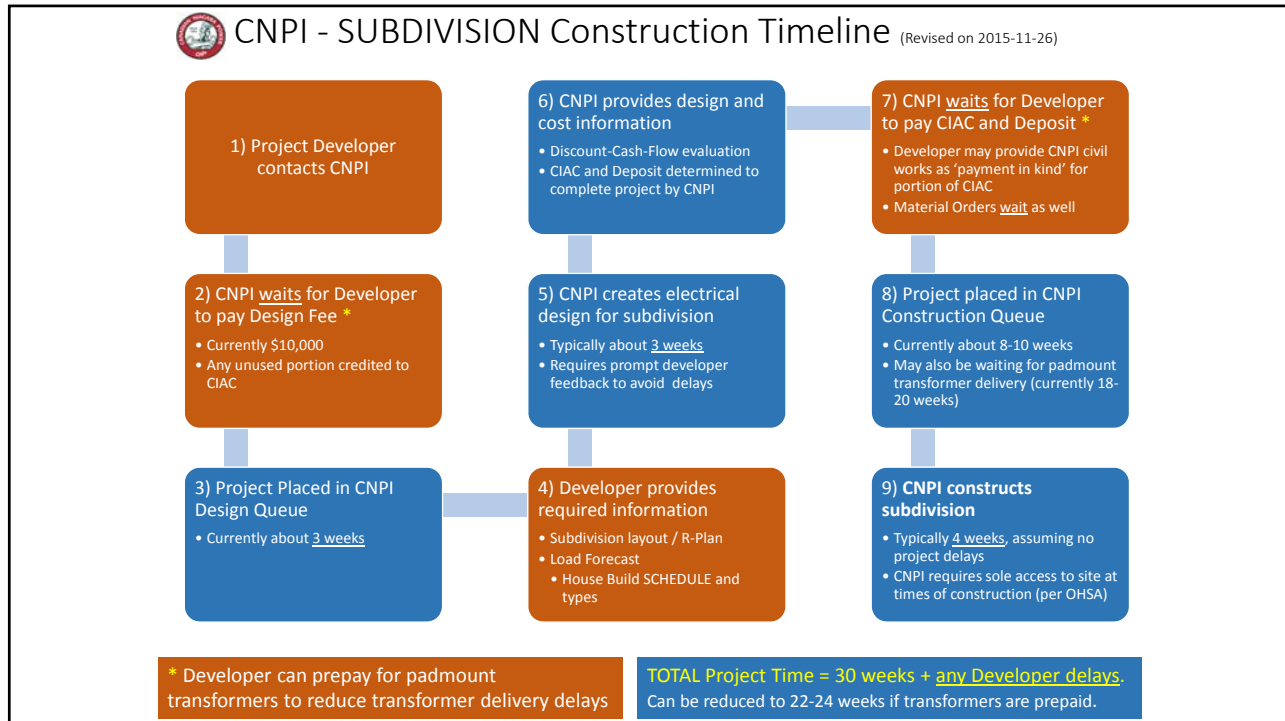 CNPI - SUBDIVISION Construction Timeline (Revised on 2015-11-26)
1) Project Developer
contacts CNPI
2) CNPI waits for Developer
to pay Design Fee *
• Currently $10,000
• Any unused portion credited to
CIAC
3) Project Placed in CNPI
Design Queue
• Currently about 3 weeks
4) Developer provides
required information
• Subdivision layout / R-Plan
• Load Forecast
• House Build SCHEDULE and
types
5) CNPI creates electrical
design for subdivision
• Typically about 3 weeks
• Requires prompt developer
feedback to avoid delays
6) CNPI provides design and
cost information
• Discount-Cash-Flow evaluation
• CIAC and Deposit determined to
complete project by CNPI
7) CNPI waits for Developer
to pay CIAC and Deposit *
• Developer may provide CNPI civil
works as ‘payment in kind’ for
portion of CIAC
• Material Orders wait as well
8) Project placed in CNPI
Construction Queue
• Currently about 8-10 weeks
• May also be waiting for padmount
transformer delivery (currently 18-
20 weeks)
9) CNPI constructs
subdivision
• Typically 4 weeks, assuming no
project delays
• CNPI requires sole access to site at
times of construction (per OHSA)
* Developer can prepay for padmount
transformers to reduce transformer delivery delays
TOTAL Project Time = 30 weeks + any Developer delays.
Can be reduced to 22-24 weeks if transformers are prepaid.